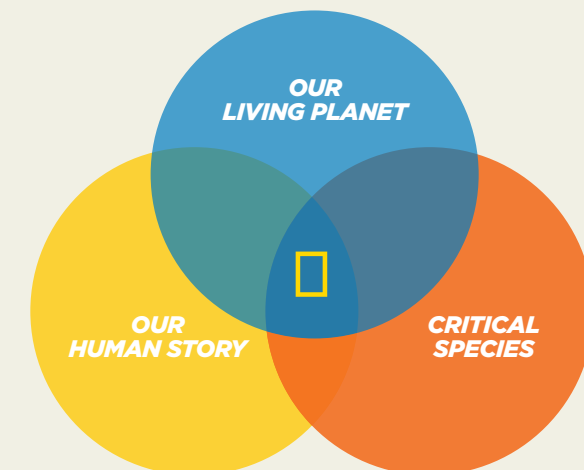 OUR
LIVING PLANET
OUR
HUMAN STORY
CRITICAL
SPECIES